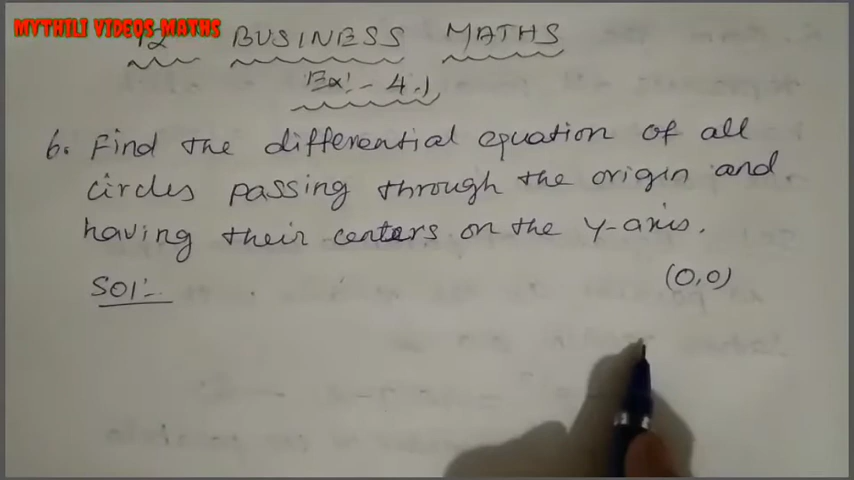 MYTHILI VIDEOS MATHS
12 BUSINESS MATHS
Ex:- 4.1
6. Find the differential equation of all
circles passing through the origin and
having their centers on the y-axis.
Sol:-
(0,0)